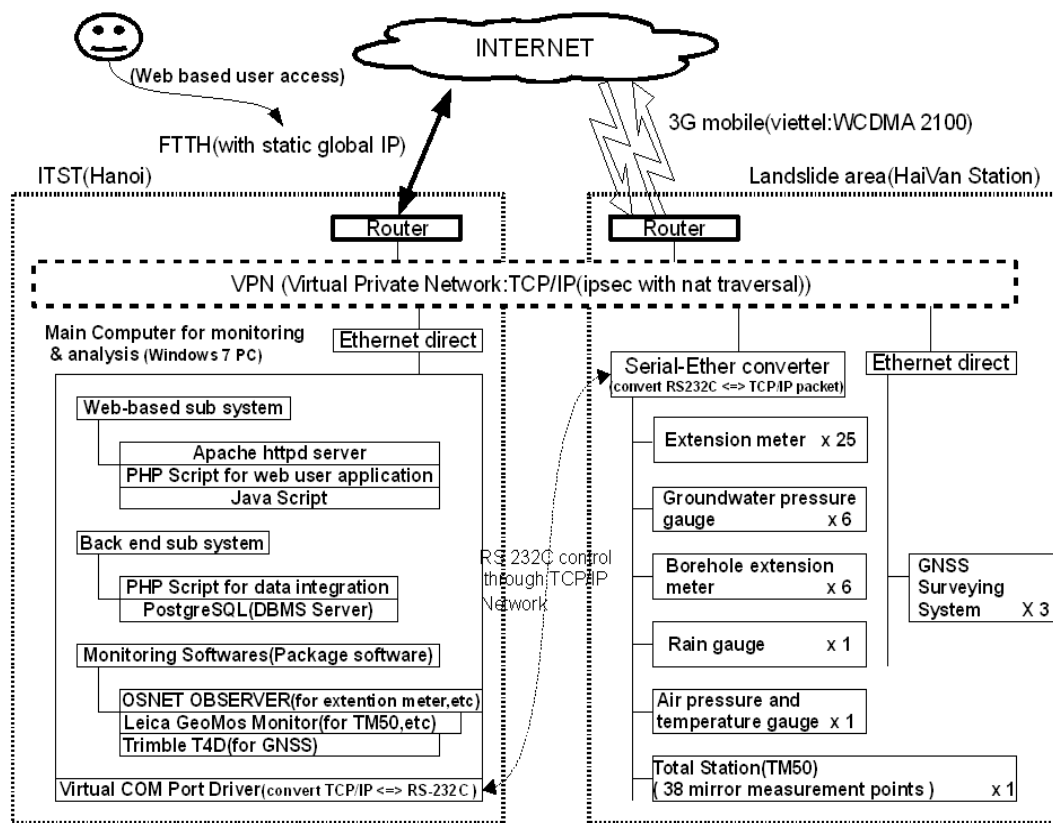 INTERNET
(Web based user access)
3G mobile(viettel:WCDMA 2100)
FTTH(with static global IP)
ITST(Hanoi)
Landslide area(HaiVan Station)
Router
Router
VPN (Virtual Private Network:TCP/IP(ipsec with nat traversal))
Main Computer for monitoring
& analysis (Windows 7 PC)
Ethernet direct
Web-based sub system
Apache httpd server
PHP Script for web user application
Java Script
Back end sub system
PHP Script for data integration
PostgreSQL(DBMS Server)
Monitoring Softwares(Package software)
OSNET OBSERVER(for extention meter,etc)
Leica GeoMos Monitor(for TM50,etc)
Trimble T4D(for GNSS)
Virtual COM Port Driver(convert TCP/IP <=> RS-232C )
RS 232C control
through TCP/IP
Network
Serial-Ether converter
(convert RS232C <=> TCP/IP packet)
Ethernet direct
Extension meter x 25
Groundwater pressure
gauge x 6
Borehole extension
meter x 6
Rain gauge x 1
Air pressure and
temperature gauge x 1
Total Station(TM50)
( 38 mirror measurement points ) x 1
GNSS
Surveying
System X 3